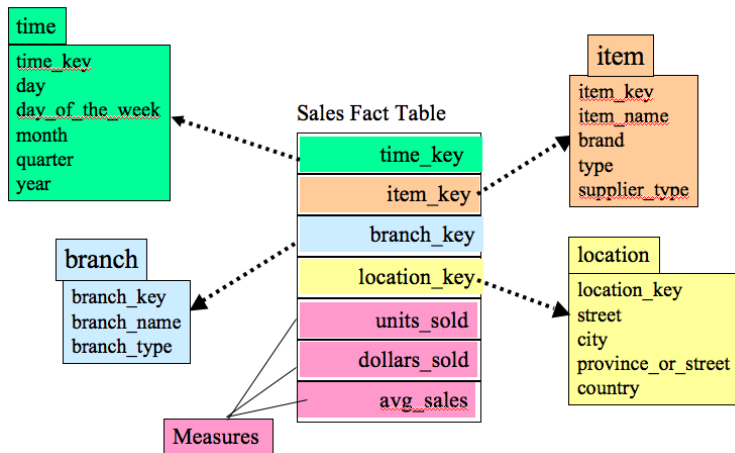 time
time_key
day
day_of_the_week
month
quarter
year
item
item_key
item_name
brand
type
supplier_type
Sales Fact Table
time_key
item_key
branch_key
location_key
units_sold
dollars_sold
avg_sales
branch
branch_key
branch_name
branch_type
location
location_key
street
city
province_or_street
country
Measures